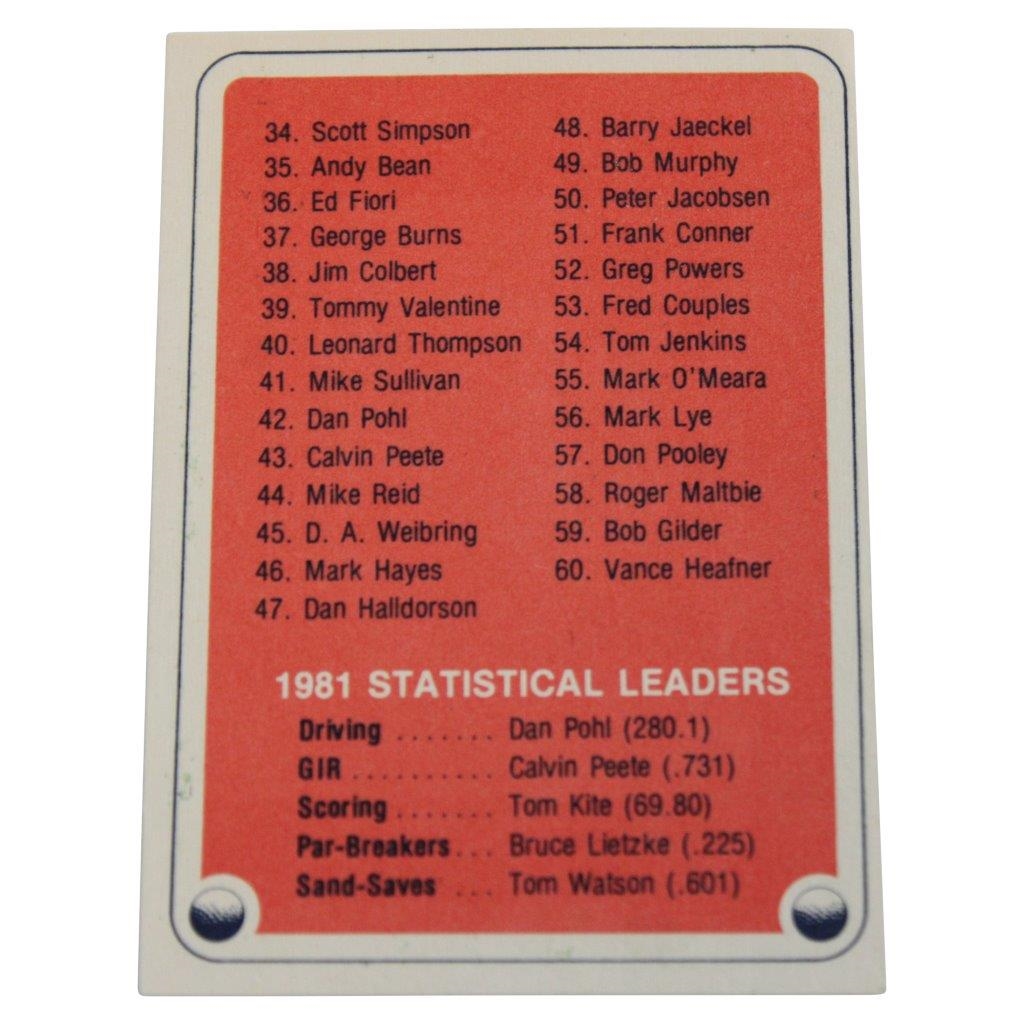 34. Scott Simpson
35. Andy Bean
36. Ed Fiori
37. George Burns
38. Jim Colbert
39. Tommy Valentine
40. Leonard Thompson
41. Mike Sullivan
42. Dan Pohl
43. Calvin Peete
44. Mike Reid
45. D. A. Weibring
46. Mark Hayes
47. Dan Halldorson
48. Barry Jaeckel
49. Bob Murphy
50. Peter Jacobsen
51. Frank Conner
52. Greg Powers
53. Fred Couples
54. Tom Jenkins
55. Mark O'Meara
56. Mark Lye
57. Don Pooley
58. Roger Maltbie
59. Bob Gilder
60. Vance Heafner
1981 STATISTICAL LEADERS
Driving ....... Dan Pohl (280.1)
GIR .......... Calvin Peete (.731)
Scoring ....... Tom Kite (69.80)
Par-Breakers... Bruce Lietzke (.225)
Sand-Saves ... Tom Watson (.601)